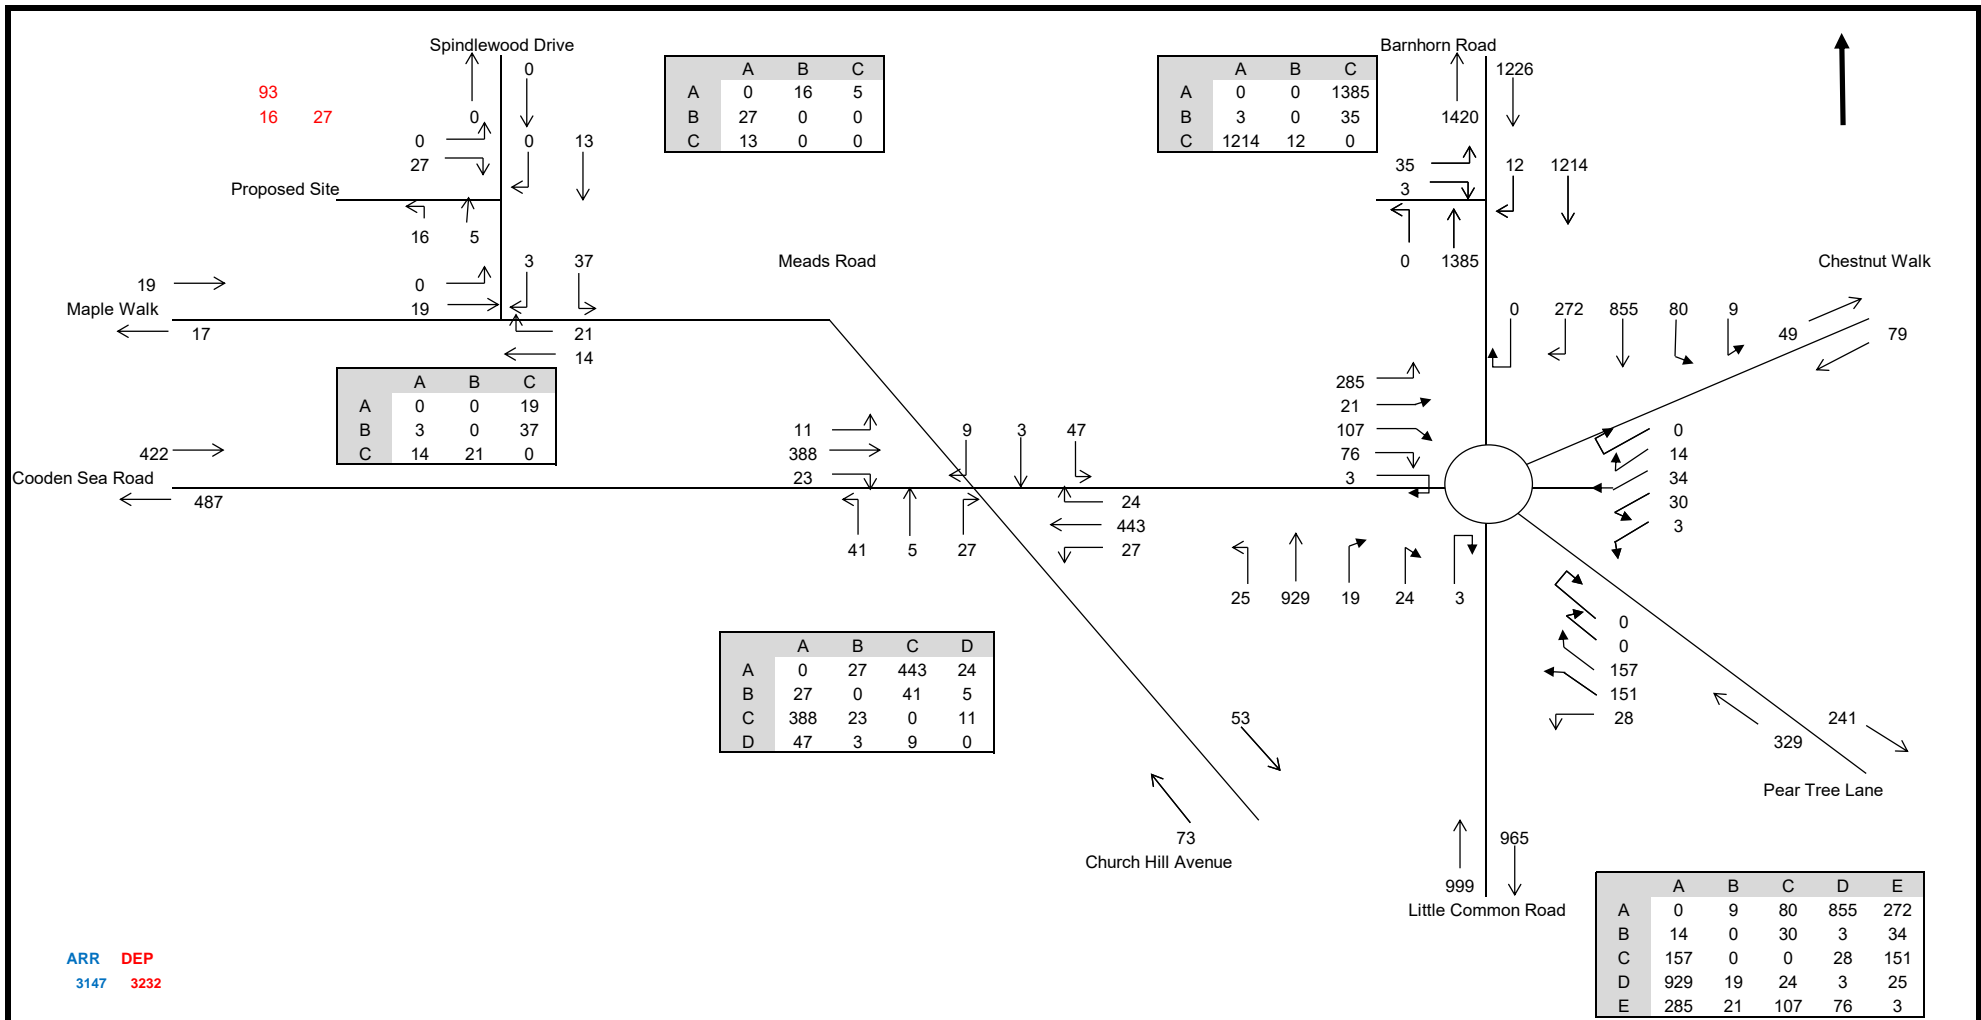 Spindlewood Drive
Barnhorn Road
93
16 27
0
0
0
27
0 13
Proposed Site
16 5
A B C
A 0 16 5
B 27 0 0
C 13 0 0
A B C
A 0 0 1385
B 3 0 35
C 1214 12 0
1226
1420
35
3
12 1214
0 1385
Meads Road
Chestnut Walk
19
Maple Walk
17
0
19
3 37
21
14
A B C
A 0 0 19
B 3 0 37
C 14 21 0
0 272 855 80 9
49 79
285
21
107
76
3
0
14
34
30
3
422
Cooden Sea Road
487
11
388
23
9 3 47
24
443
27
41 5 27
25 929 19 24 3
0
0
157
151
28
A B C D
A 0 27 443 24
B 27 0 41 5
C 388 23 0 11
D 47 3 9 0
53
73
Church Hill Avenue
241
329
Pear Tree Lane
965
999
Little Common Road
A B C D E
A 0 9 80 855 272
B 14 0 30 3 34
C 157 0 0 28 151
D 929 19 24 3 25
E 285 21 107 76 3
ARR DEP
3147 3232